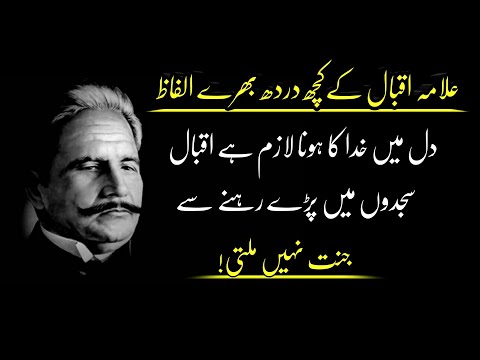 علامہ اقبال کے کچھ دردھ بھرے الفاظ
دل میں خدا کا ہونا لازم ہے اقبال
سجدوں میں پڑے رہنے سے
جنت نہیں ملتی!